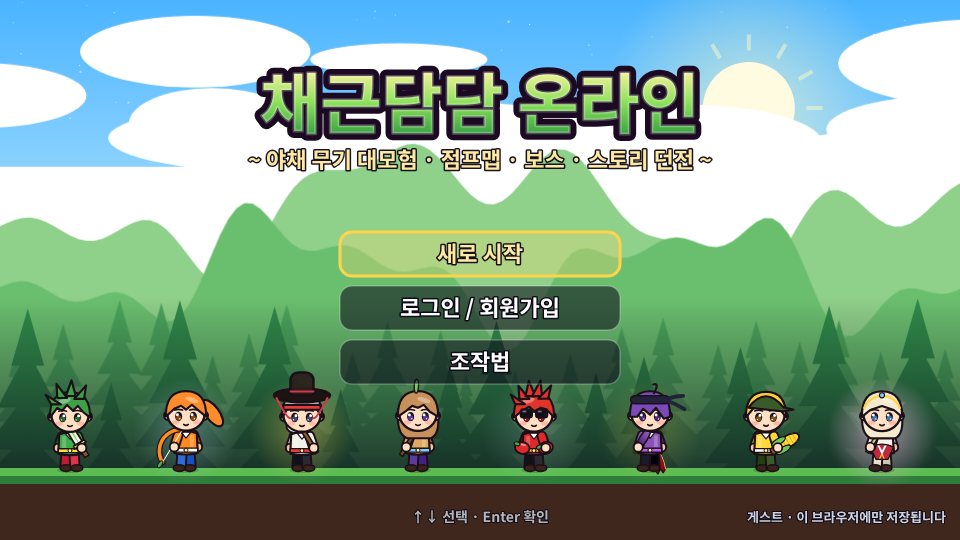 채근담담 온라인
~ 야채 무기 대모험 · 점프맵 · 보스 · 스토리 던전 ~
새로 시작
로그인 / 회원가입
조작법
↑↓ 선택 · Enter 확인
게스트 · 이 브라우저에만 저장됩니다